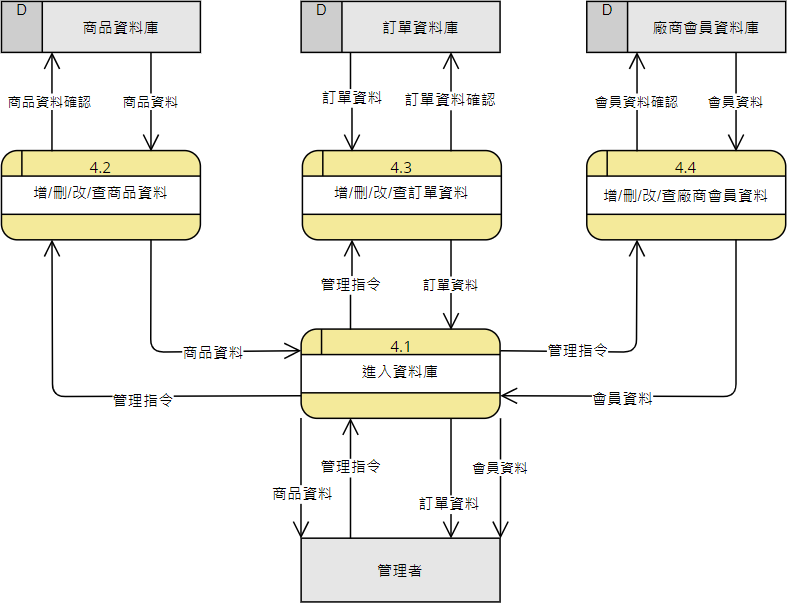 D
商品資料庫
D
訂單資料庫
D
廠商會員資料庫
商品資料確認
商品資料
訂單資料
訂單資料確認
會員資料確認
會員資料
4.2
增/刪/改/查商品資料
4.3
增/刪/改/查訂單資料
4.4
增/刪/改/查廠商會員資料
管理指令
訂單資料
商品資料
4.1
進入資料庫
管理指令
管理指令
會員資料
管理指令
會員資料
商品資料
訂單資料
管理者